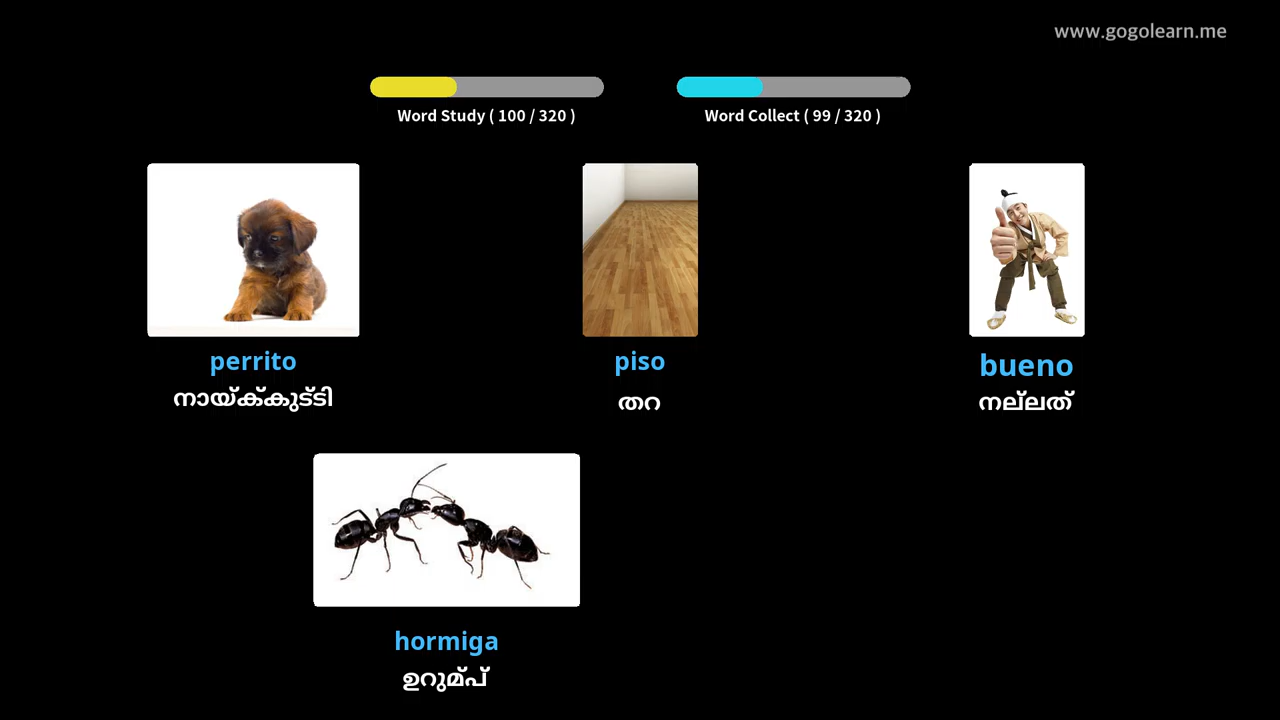 www.gogolearn.me
Word Study ( 100 / 320 )
Word Collect ( 99 / 320 )
perrito
നായ്ക്കുട്ടി
piso
തറ
bueno
നല്ലത്
hormiga
ഉറുമ്പ്